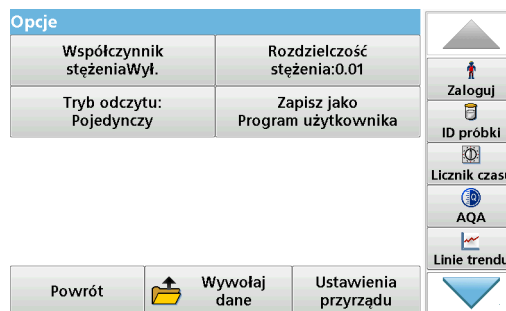 Opcje
Współczynnik
stężeniaWył.
Rozdzielczość
stężenia:0.01
Tryb odczytu:
Pojedynczy
Zapisz jako
Program użytkownika
Zaloguj
ID próbki
Licznik czasu
AQA
Linie trendu
Powrót
Wywołaj
dane
Ustawienia
przyrządu